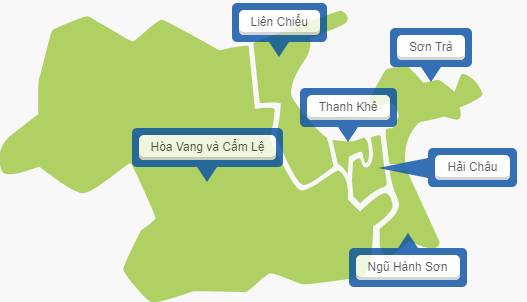 Liên Chiểu
Sơn Trà
Thanh Khê
Hòa Vang và Cẩm Lệ
Hải Châu
Ngũ Hành Sơn